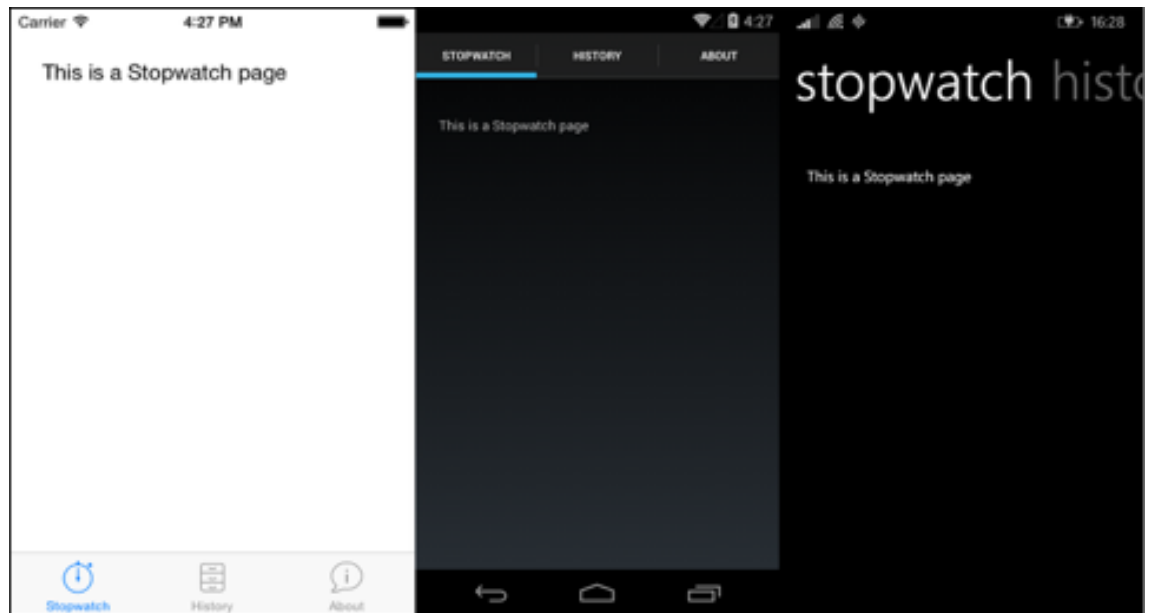 Carrier 4:27 PM
This is a Stopwatch page
Stopwatch History About
4:27
STOPWATCH HISTORY ABOUT
This is a Stopwatch page
16:28
stopwatch histo
This is a Stopwatch page